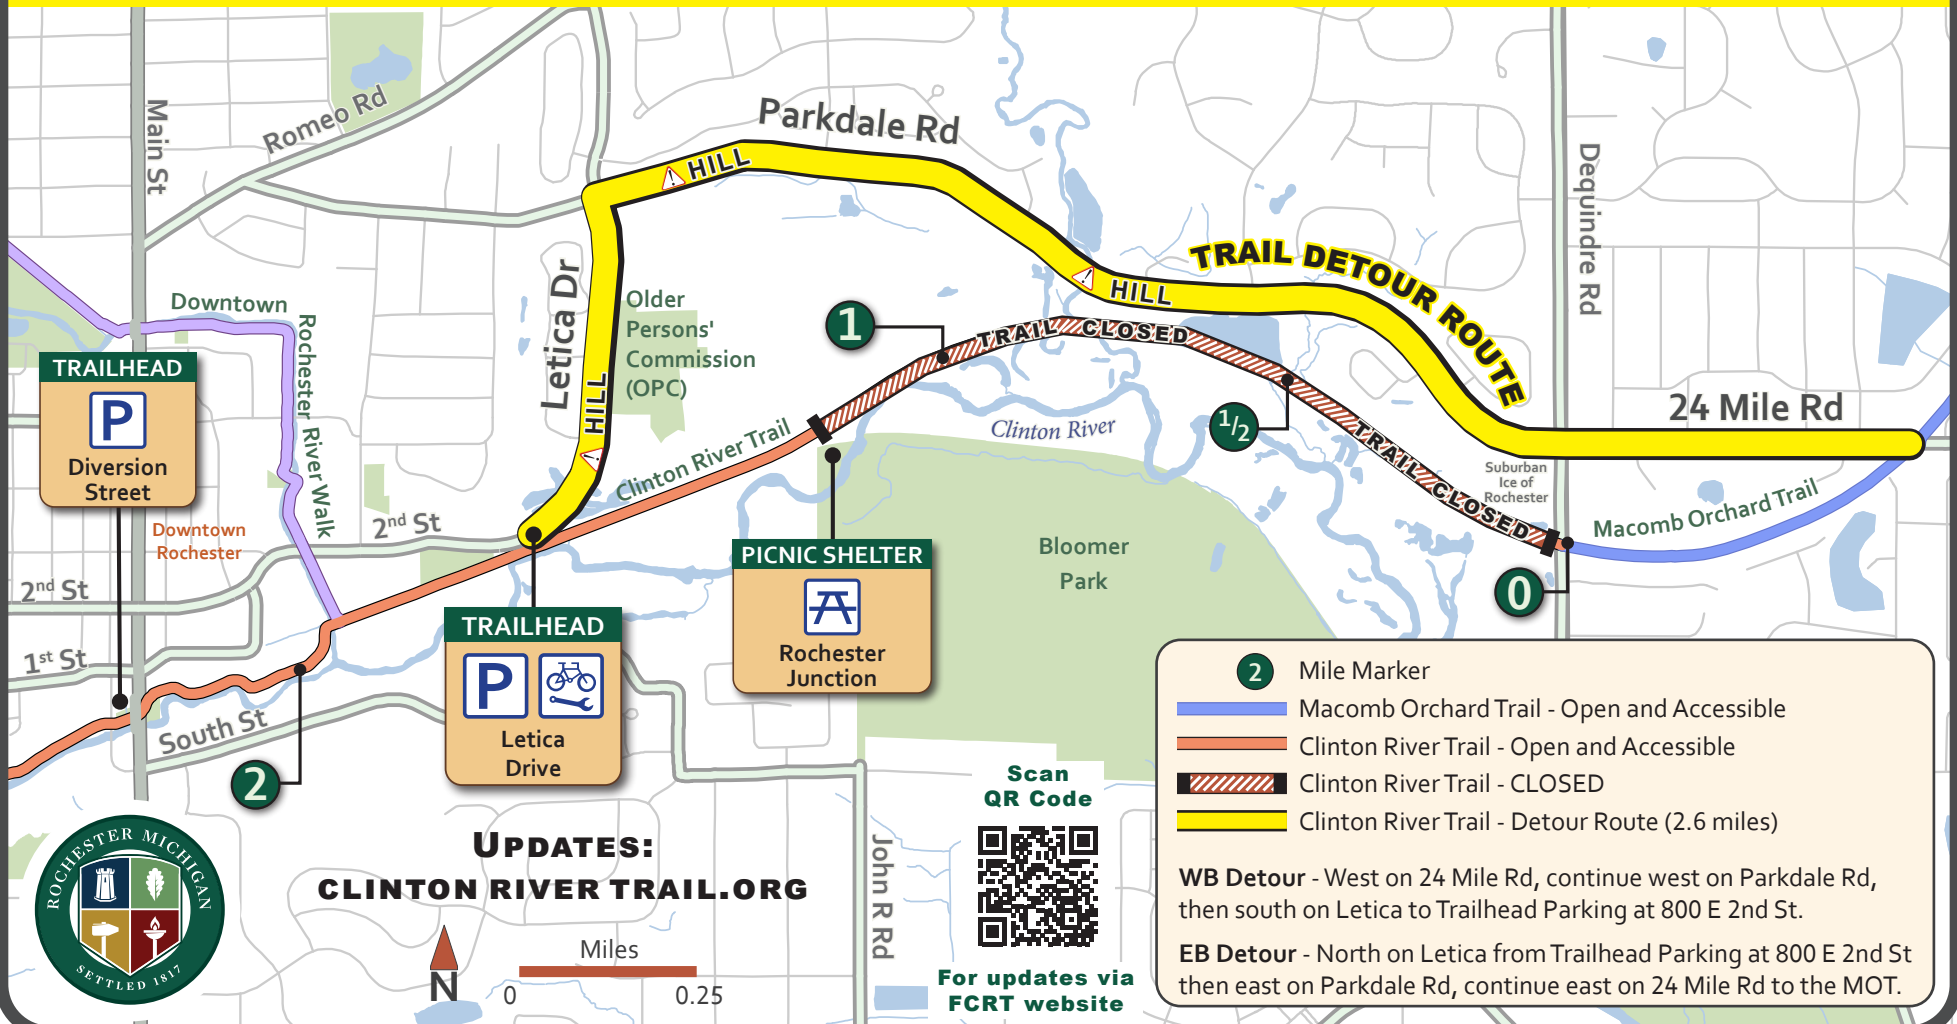 Romeo Rd
Main St
Parkdale Rd
HILL
Dequindre Rd
TRAIL DETOUR ROUTE
HILL
Letica Dr
HILL
Older
Persons'
Commission
(OPC)
Downtown
Rochester River Walk
TRAILHEAD
P
Diversion
Street
Downtown
Rochester
1
TRAIL CLOSED
Clinton River
Clinton River Trail
1/2
24 Mile Rd
TRAIL CLOSED
Suburban
Ice of
Rochester
Macomb Orchard Trail
0
2nd St
2nd St
1st St
South St
2
TRAILHEAD
P
Letica
Drive
PICNIC SHELTER
Rochester
Junction
Bloomer
Park
John R Rd
2 Mile Marker
Macomb Orchard Trail - Open and Accessible
Clinton River Trail - Open and Accessible
Clinton River Trail - CLOSED
Clinton River Trail - Detour Route (2.6 miles)
WB Detour - West on 24 Mile Rd, continue west on Parkdale Rd,
then south on Letica to Trailhead Parking at 800 E 2nd St.
EB Detour - North on Letica from Trailhead Parking at 800 E 2nd St
then east on Parkdale Rd, continue east on 24 Mile Rd to the MOT.
ROCHESTER MICHIGAN
SETTLED 1817
UPDATES:
CLINTON RIVER TRAIL.ORG
N
Miles
0 0.25
Scan
QR Code
For updates via
FCRT website